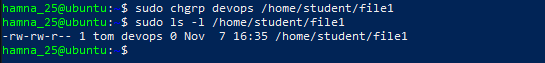 hamna_25@ubuntu:~$ sudo chgrp devops /home/student/file1
hamna_25@ubuntu:~$ sudo ls -l /home/student/file1
-rw-rw-r-- 1 tom devops 0 Nov  7 16:35 /home/student/file1
hamna_25@ubuntu:~$